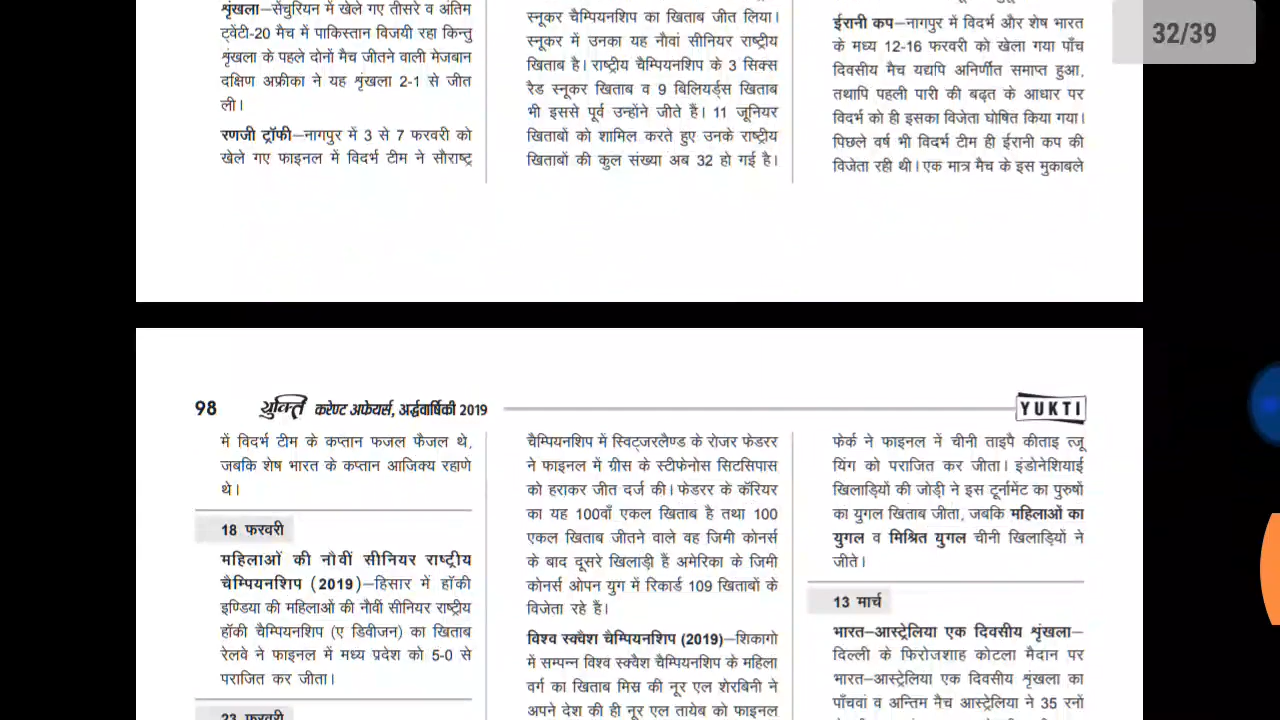 शृंखला–सेंचुरियन में खेले गए तीसरे व अंतिम
ट्वेंटी-20 मैच में पाकिस्तान विजयी रहा किन्तु
शृंखला के पहले दोनों मैच जीतने वाली मेजबान
दक्षिण अफ्रीका ने यह शृंखला 2-1 से जीत
ली।
रणजी ट्रॉफी–नागपुर में 3 से 7 फरवरी को
खेले गए फाइनल में विदर्भ टीम ने सौराष्ट्र
स्नूकर चैम्पियनशिप का खिताब जीत लिया।
स्नूकर में उनका यह नौवां सीनियर राष्ट्रीय
खिताब है। राष्ट्रीय चैम्पियनशिप के 3 सिक्स
रैड स्नूकर खिताब व 9 बिलियर्ड्स खिताब
भी इससे पूर्व उन्होंने जीते हैं। 11 जूनियर
खिताबों को शामिल करते हुए उनके राष्ट्रीय
खिताबों की कुल संख्या अब 32 हो गई है।
ईरानी कप–नागपुर में विदर्भ और शेष भारत
के मध्य 12-16 फरवरी को खेला गया पाँच
दिवसीय मैच यद्यपि अनिर्णीत समाप्त हुआ,
तथापि पहली पारी की बढ़त के आधार पर
विदर्भ को ही इसका विजेता घोषित किया गया।
पिछले वर्ष भी विदर्भ टीम ही ईरानी कप की
विजेता रही थी। एक मात्र मैच के इस मुकाबले
32/39
98 युक्ति करेण्ट अफेयर्स, अर्द्धवार्षिकी 2019
YUKTI
में विदर्भ टीम के कप्तान फजल फैजल थे,
जबकि शेष भारत के कप्तान आजिंक्य रहाणे
थे।
18 फरवरी
महिलाओं की नौवीं सीनियर राष्ट्रीय
चैम्पियनशिप (2019)–हिसार में हॉकी
इण्डिया की महिलाओं की नौवीं सीनियर राष्ट्रीय
हॉकी चैम्पियनशिप (ए डिवीजन) का खिताब
रेलवे ने फाइनल में मध्य प्रदेश को 5-0 से
पराजित कर जीता।
23 फरवरी
चैम्पियनशिप में स्विट्जरलैण्ड के रोजर फेडरर
ने फाइनल में ग्रीस के स्टीफेनोस सिटसिपास
को हराकर जीत दर्ज की। फेडरर के कॅरियर
का यह 100वाँ एकल खिताब है तथा 100
एकल खिताब जीतने वाले वह जिमी कोनर्स
के बाद दूसरे खिलाड़ी हैं अमेरिका के जिमी
कोनर्स ओपन युग में रिकार्ड 109 खिताबों के
विजेता रहे हैं।
विश्व स्क्वैश चैम्पियनशिप (2019)–शिकागो
में सम्पन्न विश्व स्क्वैश चैम्पियनशिप के महिला
वर्ग का खिताब मिस्र की नूर एल शेरबिनी ने
अपने देश की ही नूर एल तायेब को फाइनल
फेर्क ने फाइनल नें चीनी ताइपै कीताइ त्जू
यिंग को पराजित कर जीता। इंडोनेशियाई
खिलाड़ियों की जोड़ी ने इस टूर्नामेंट का पुरुषों
का युगल खिताब जीता, जबकि महिलाओं का
युगल व मिश्रित युगल चीनी खिलाड़ियों ने
जीते।
13 मार्च
भारत–आस्ट्रेलिया एक दिवसीय शृंखला–
दिल्ली के फिरोजशाह कोटला मैदान पर
भारत–आस्ट्रेलिया एक दिवसीय शृंखला का
पाँचवां व अन्तिम मैच आस्ट्रेलिया ने 35 रनों